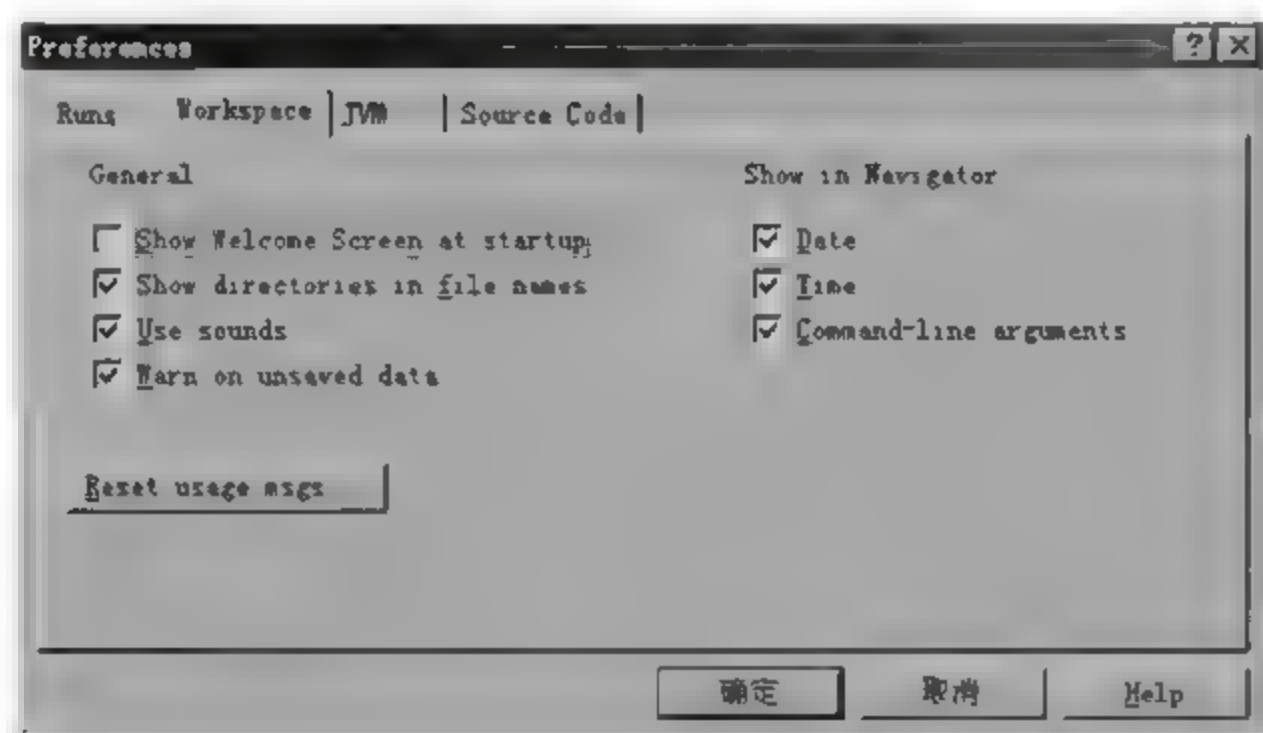 Preferences
Runs Workspace JVM Source Code
General
Show Welcome Screen at startup
Show directories in file names
Use sounds
Warn on unsaved data
Reset usage msgs
Show in Navigator
Date
Time
Command-line arguments
确定 取消 Help